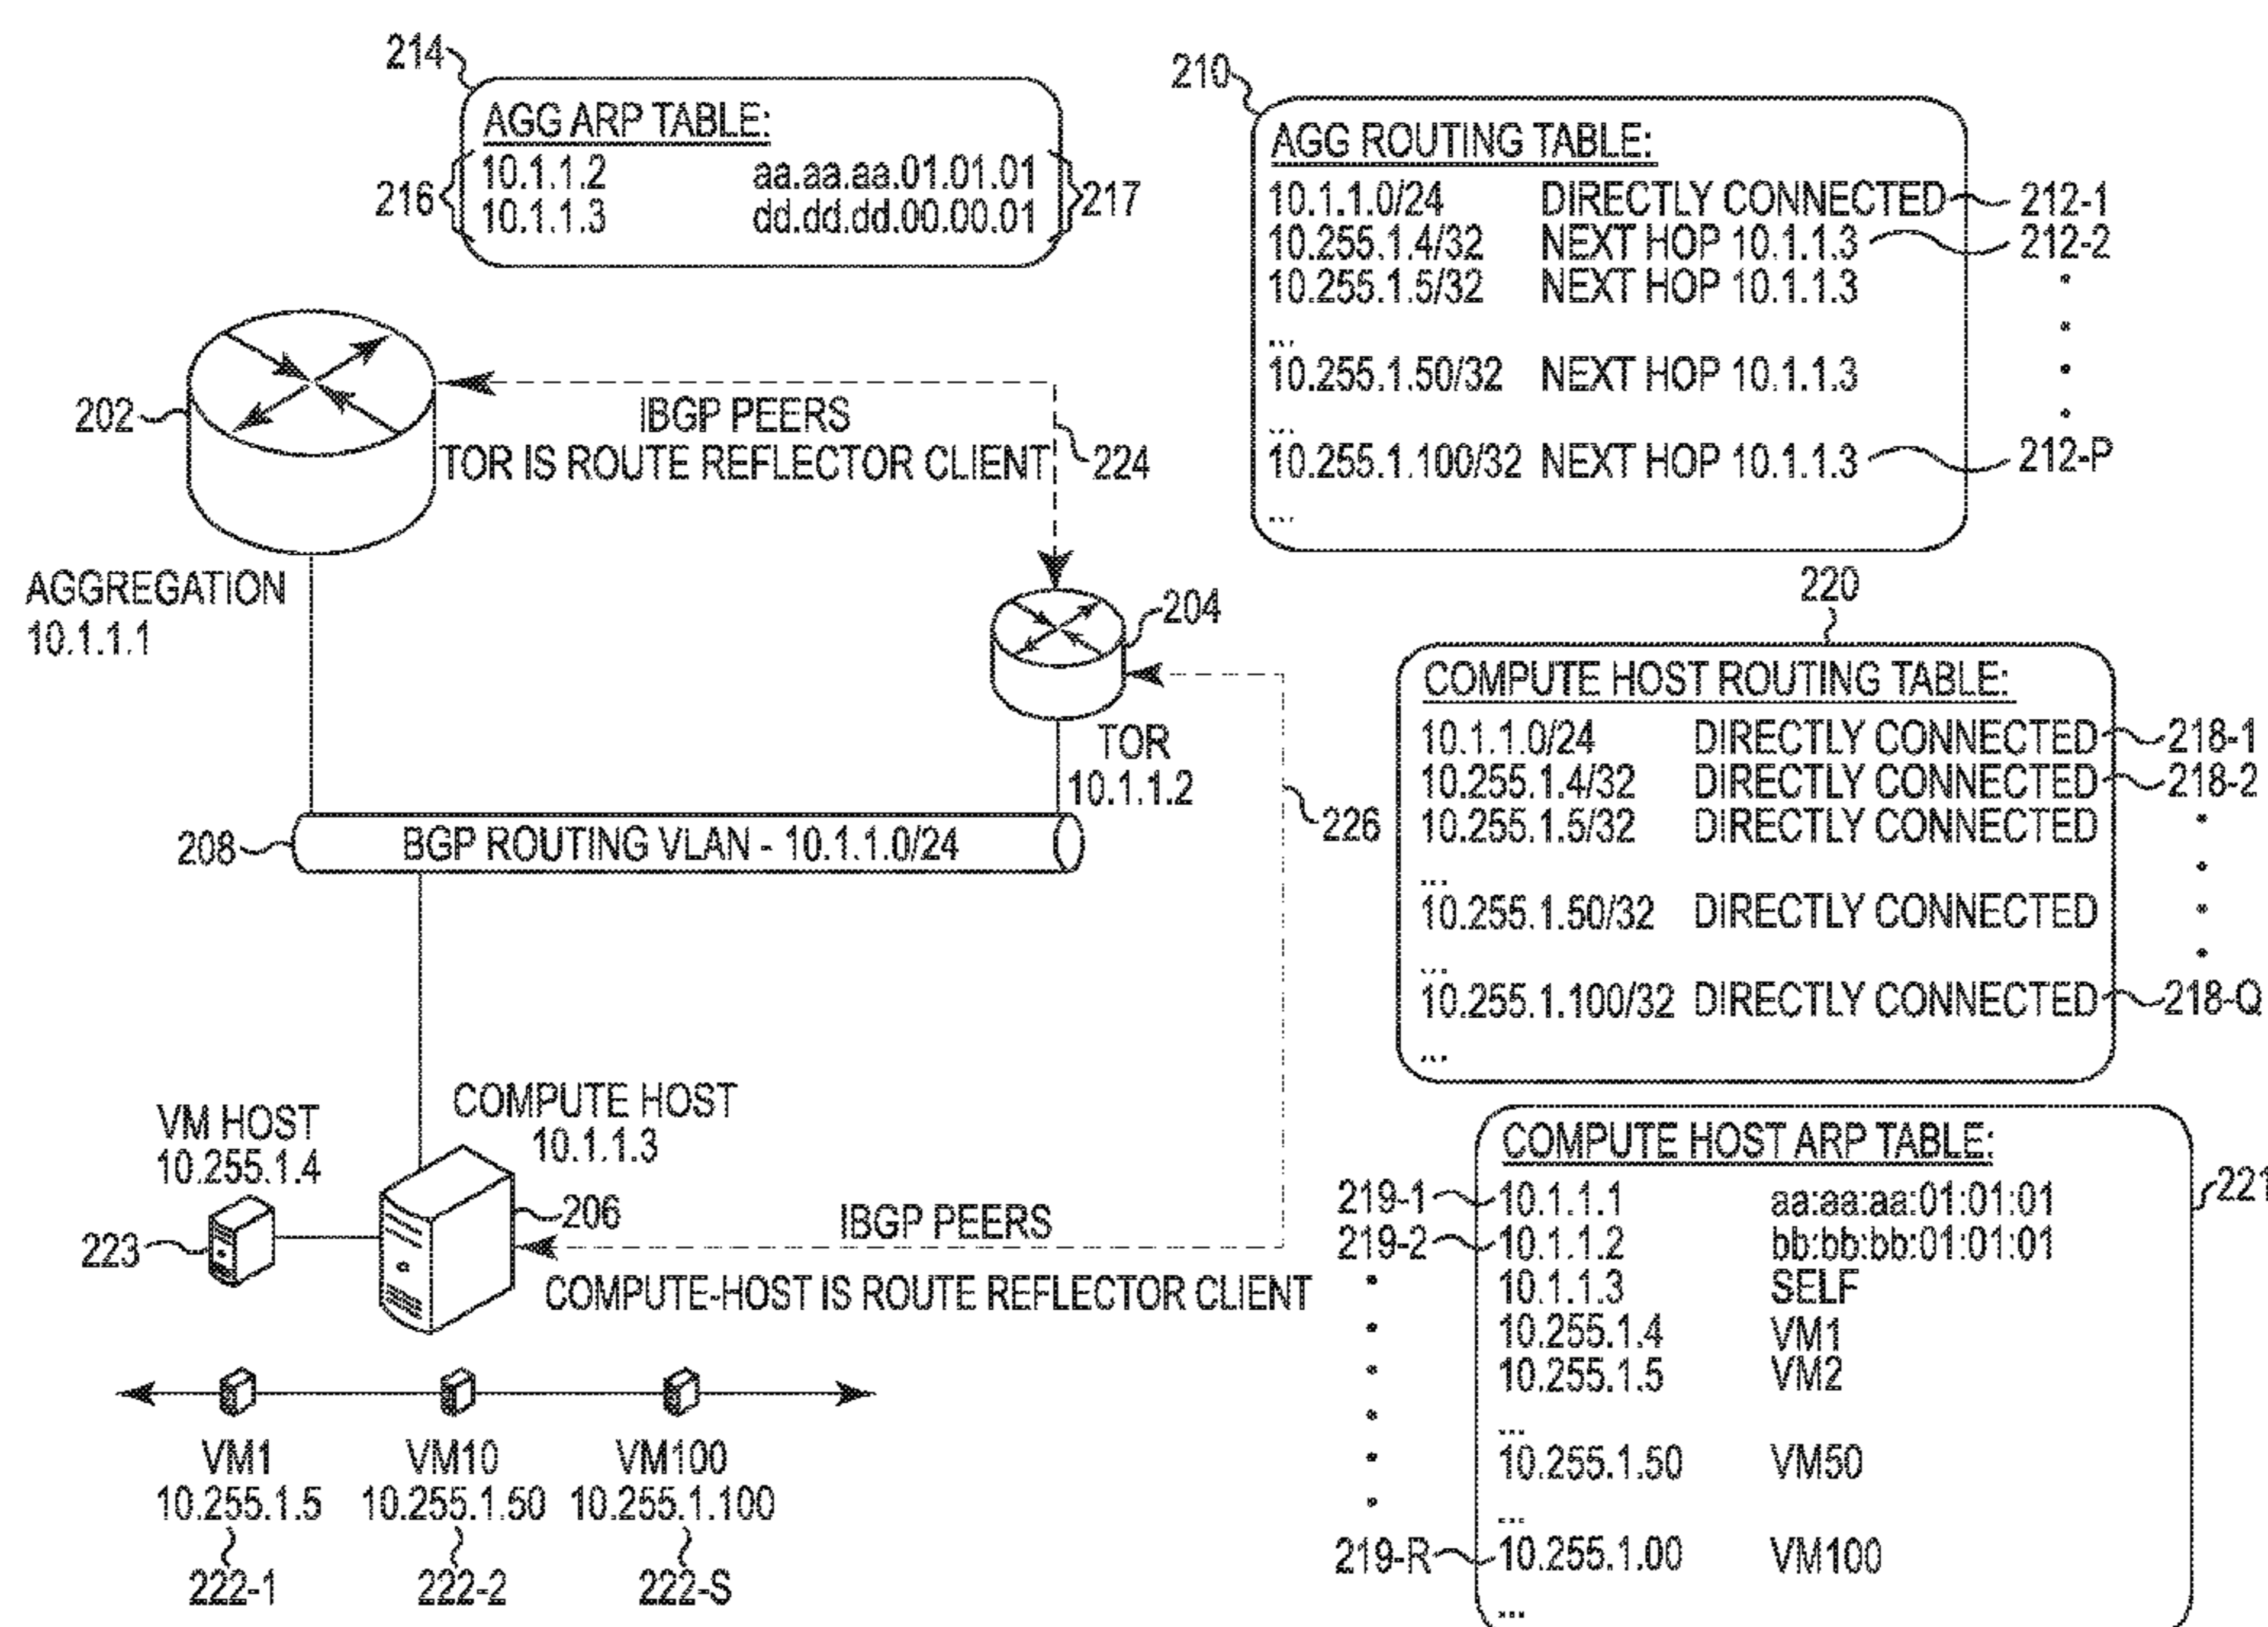 214
AGG ARP TABLE:
216
10.1.1.2 aa.aa.aa.01.01.01
10.1.1.3 dd.dd.dd.00.00.01
217
210
AGG ROUTING TABLE:
10.1.1.0/24 DIRECTLY CONNECTED 212-1
10.255.1.4/32 NEXT HOP 10.1.1.3 212-2
10.255.1.5/32 NEXT HOP 10.1.1.3
...
10.255.1.50/32 NEXT HOP 10.1.1.3
...
10.255.1.100/32 NEXT HOP 10.1.1.3 212-P
...
202
IBGP PEERS
TOR IS ROUTE REFLECTOR CLIENT
224
AGGREGATION
10.1.1.1
204
TOR
10.1.1.2
208
BGP ROUTING VLAN - 10.1.1.0/24
226
220
COMPUTE HOST ROUTING TABLE:
10.1.1.0/24 DIRECTLY CONNECTED 218-1
10.255.1.4/32 DIRECTLY CONNECTED 218-2
10.255.1.5/32 DIRECTLY CONNECTED
...
10.255.1.50/32 DIRECTLY CONNECTED
...
10.255.1.100/32 DIRECTLY CONNECTED 218-Q
...
VM HOST
10.255.1.4
223
COMPUTE HOST
10.1.1.3
206
IBGP PEERS
COMPUTE-HOST IS ROUTE REFLECTOR CLIENT
VM1
10.255.1.5
222-1
VM10
10.255.1.50
222-2
VM100
10.255.1.100
222-S
COMPUTE HOST ARP TABLE:
221
219-1 10.1.1.1 aa:aa:aa:01:01:01
219-2 10.1.1.2 bb:bb:bb:01:01:01
10.1.1.3 SELF
10.255.1.4 VM1
10.255.1.5 VM2
...
10.255.1.50 VM50
...
219-R 10.255.1.00 VM100
...